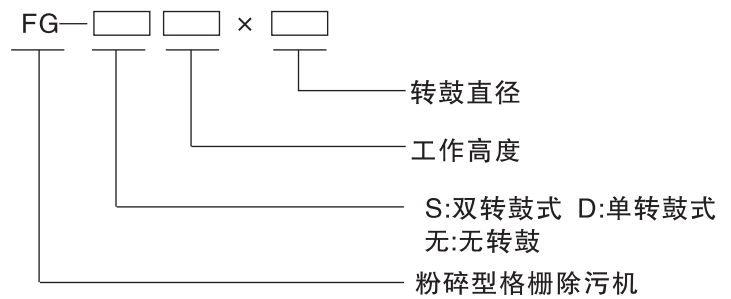 FG— ×
转鼓直径
工作高度
S:双转鼓式 D:单转鼓式
无:无转鼓
粉碎型格栅除污机